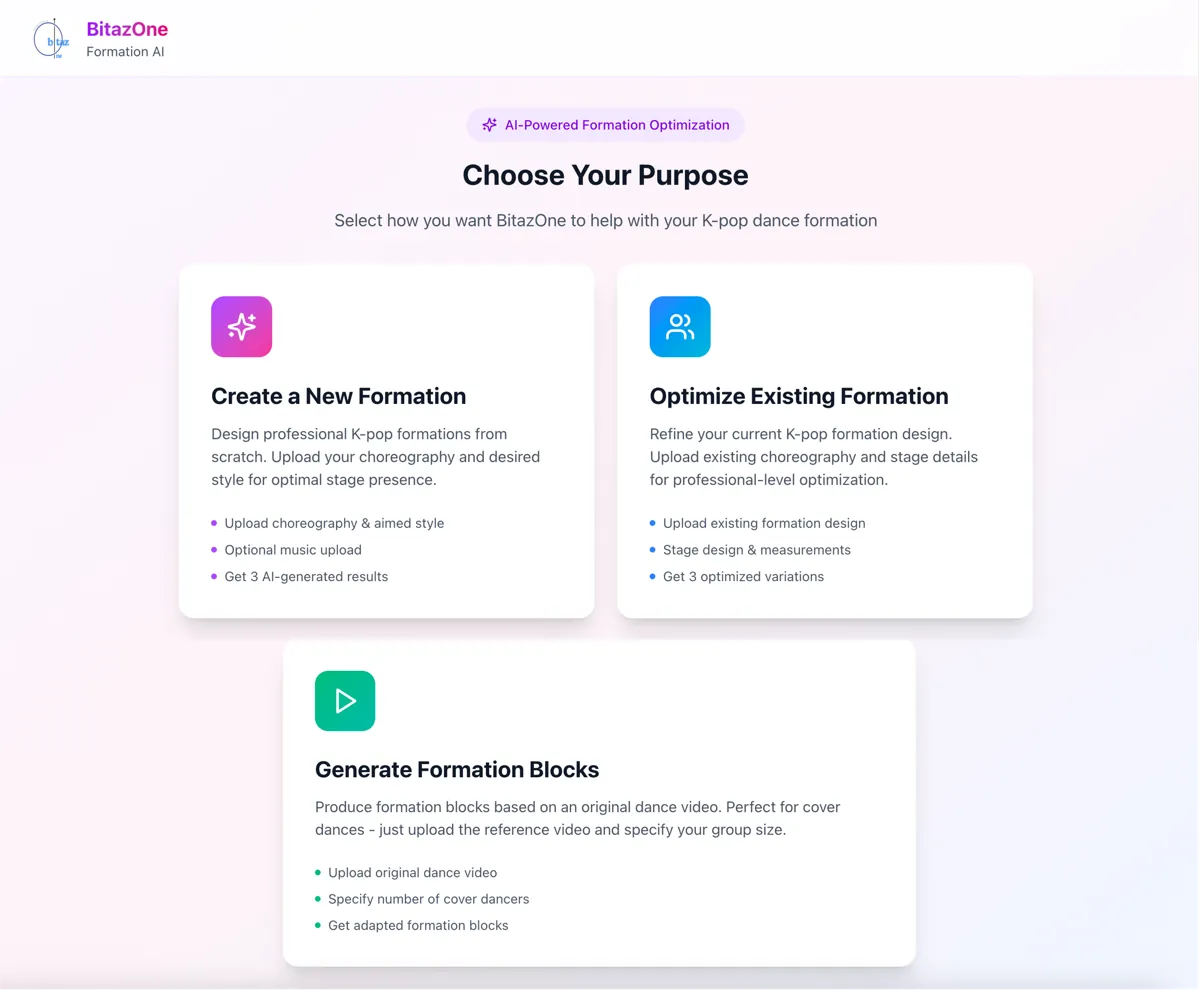 bitaz
BitazOne
Formation AI
AI-Powered Formation Optimization
Choose Your Purpose
Select how you want BitazOne to help with your K-pop dance formation
Create a New Formation
Design professional K-pop formations from
scratch. Upload your choreography and desired
style for optimal stage presence.
Upload choreography & aimed style
Optional music upload
Get 3 AI-generated results
Optimize Existing Formation
Refine your current K-pop formation design.
Upload existing choreography and stage details
for professional-level optimization.
Upload existing formation design
Stage design & measurements
Get 3 optimized variations
Generate Formation Blocks
Produce formation blocks based on an original dance video. Perfect for cover
dances - just upload the reference video and specify your group size.
Upload original dance video
Specify number of cover dancers
Get adapted formation blocks